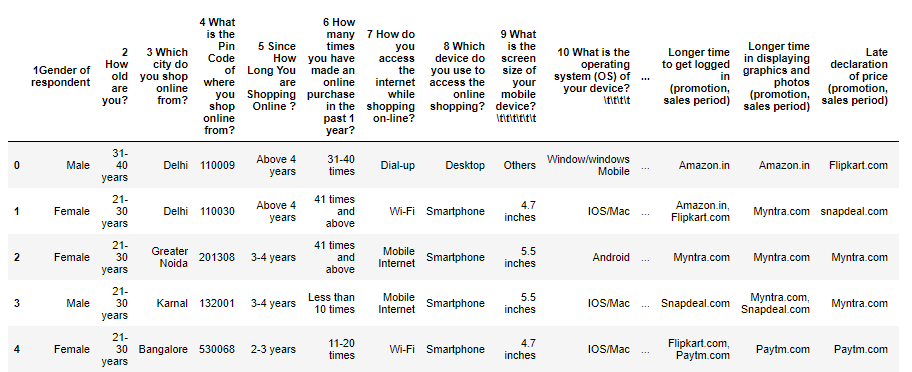 1Gender of
respondent
2
How
old
are
you?
3 Which
city do
you shop
online
from?
4 What
is the
Pin
Code
of
where
you
shop
online
from?
5 Since
How
Long You
are
Shopping
Online ?
6 How
many
times
you have
made an
online
purchase
in the
past 1
year?
7 How do
you
access
the
internet
while
shopping
on-line?
8 Which
device do
you use to
access the
online
shopping?
9 What
is the
screen
size of
your
mobile
device?
\t\t\t\t\t\t
10 What is the
operating
system (OS) of
your device?
\t\t\t\t
...
Longer time
to get logged
in
(promotion,
sales period)
Longer time
in displaying
graphics and
photos
(promotion,
sales period)
Late
declaration
of price
(promotion,
sales period)
0
Male
31-
40
years
Delhi
110009
Above 4
years
31-40
times
Dial-up
Desktop
Others
Window/windows
Mobile
...
Amazon.in
Amazon.in
Flipkart.com
1
Female
21-
30
years
Delhi
110030
Above 4
years
41 times
and
above
Wi-Fi
Smartphone
4.7
inches
IOS/Mac
...
Amazon.in,
Flipkart.com
Myntra.com
snapdeal.com
2
Female
21-
30
years
Greater
Noida
201308
3-4 years
41 times
and
above
Mobile
Internet
Smartphone
5.5
inches
Android
...
Myntra.com
Myntra.com
Myntra.com
3
Male
21-
30
years
Karnal
132001
3-4 years
Less than
10 times
Mobile
Internet
Smartphone
5.5
inches
IOS/Mac
...
Snapdeal.com
Myntra.com,
Snapdeal.com
Myntra.com
4
Female
21-
30
years
Bangalore
530068
2-3 years
11-20
times
Wi-Fi
Smartphone
4.7
inches
IOS/Mac
...
Flipkart.com,
Paytm.com
Paytm.com
Paytm.com